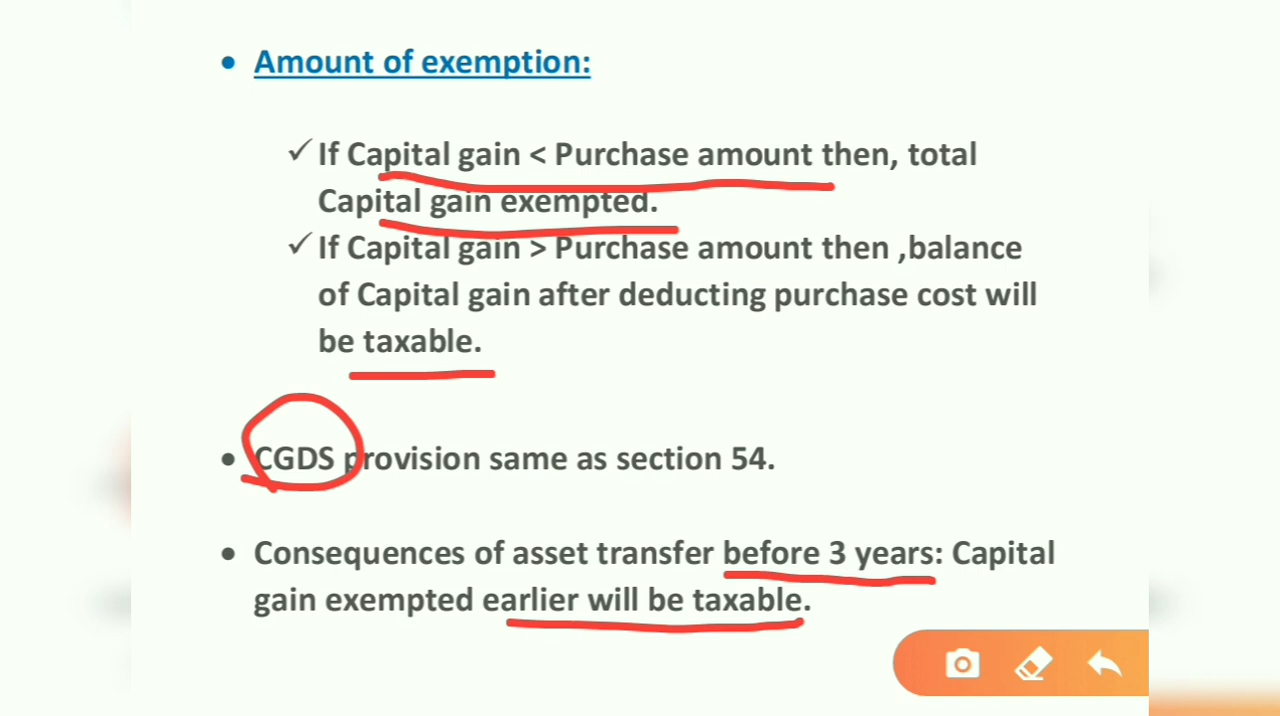 • Amount of exemption:
✓ If Capital gain < Purchase amount then, total
Capital gain exempted.
✓ If Capital gain > Purchase amount then ,balance
of Capital gain after deducting purchase cost will
be taxable.
• CGDS provision same as section 54.
• Consequences of asset transfer before 3 years: Capital
gain exempted earlier will be taxable.